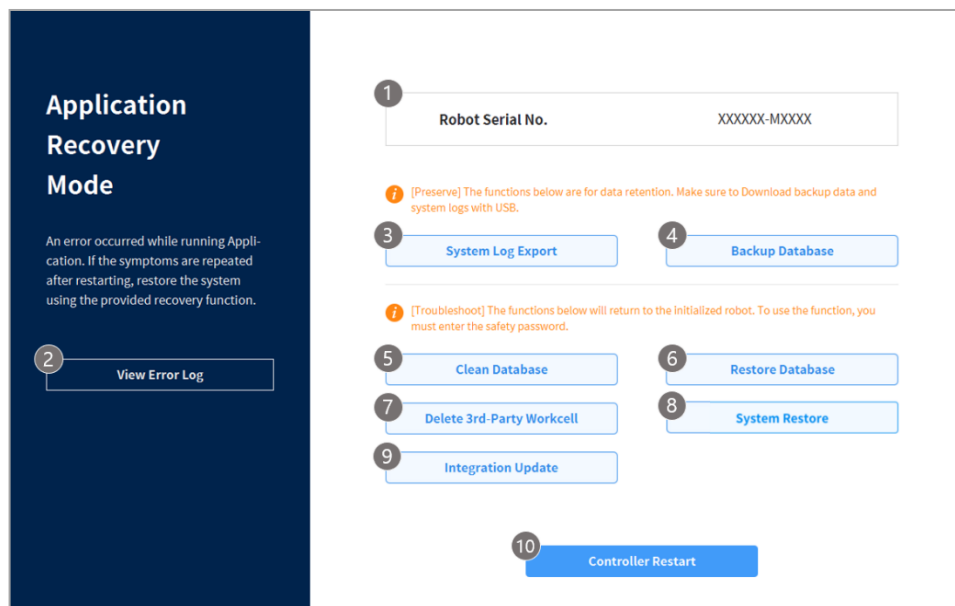 Application
Recovery
Mode
An error occurred while running Appli-
cation. If the symptoms are repeated
after restarting, restore the system
using the provided recovery function.
2
View Error Log
1
Robot Serial No. XXXXXX-MXXXX
i [Preserve] The functions below are for data retention. Make sure to Download backup data and
system logs with USB.
3 4
System Log Export Backup Database
i [Troubleshoot] The functions below will return to the initialized robot. To use the function, you
must enter the safety password.
5 6
Clean Database Restore Database
7 8
Delete 3rd-Party Workcell System Restore
9
Integration Update
10
Controller Restart